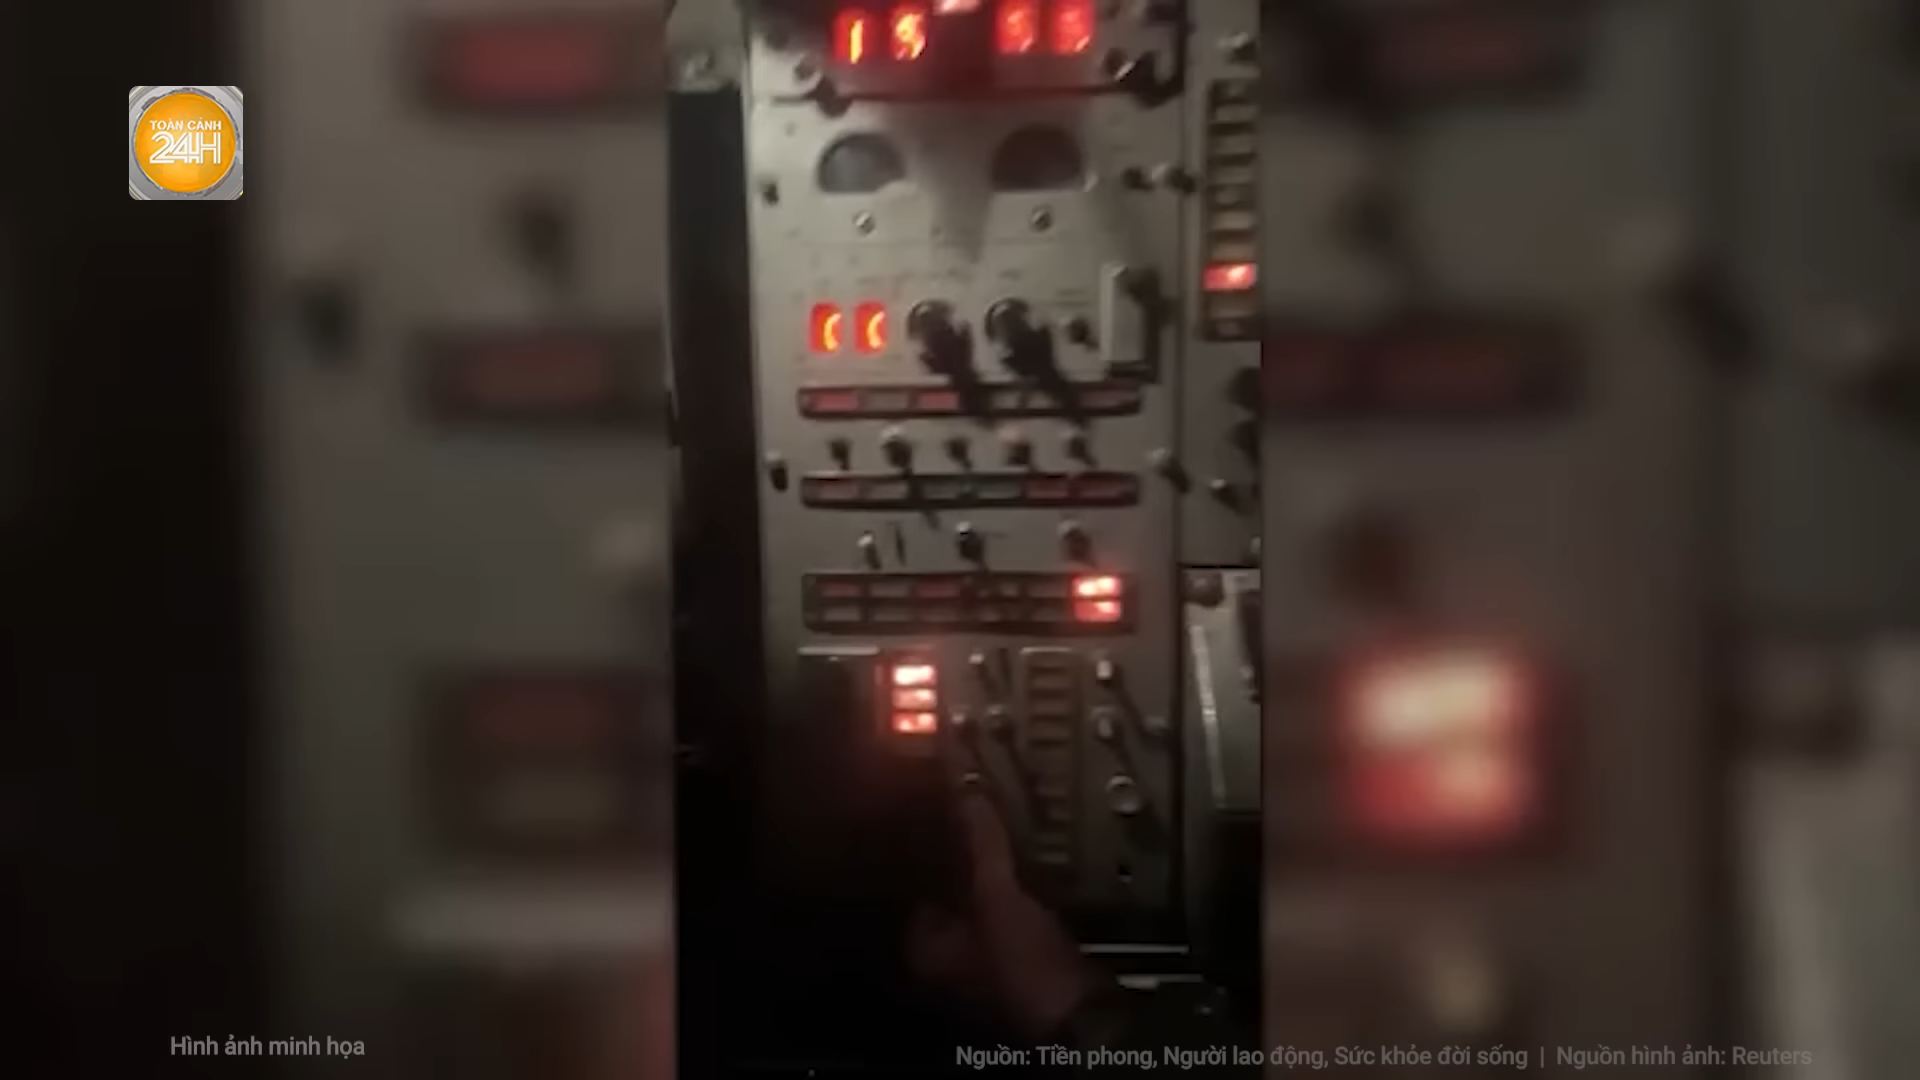 TOÀN CẢNH
24H
Hình ảnh minh họa
Nguồn: Tiền phong, Người lao động, Sức khỏe đời sống | Nguồn hình ảnh: Reuters